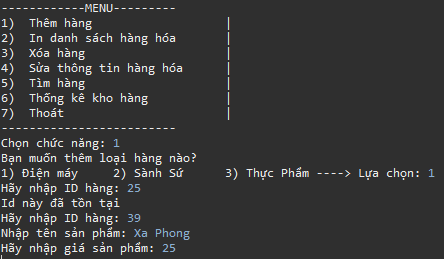 ------------MENU---------
1)  Thêm hàng                |
2)  In danh sách hàng hóa    |
3)  Xóa hàng                 |
4)  Sửa thông tin hàng hóa   |
5)  Tìm hàng                 |
6)  Thống kê kho hàng        |
7)  Thoát                    |
-------------------------
Chọn chức năng: 1
Bạn muốn thêm loại hàng nào?
1) Điện máy     2) Sành Sứ      3) Thực Phẩm ----> Lựa chọn: 1
Hãy nhập ID hàng: 25
Id này đã tồn tại
Hãy nhập ID hàng: 39
Nhập tên sản phẩm: Xa Phong
Hãy nhập giá sản phẩm: 25